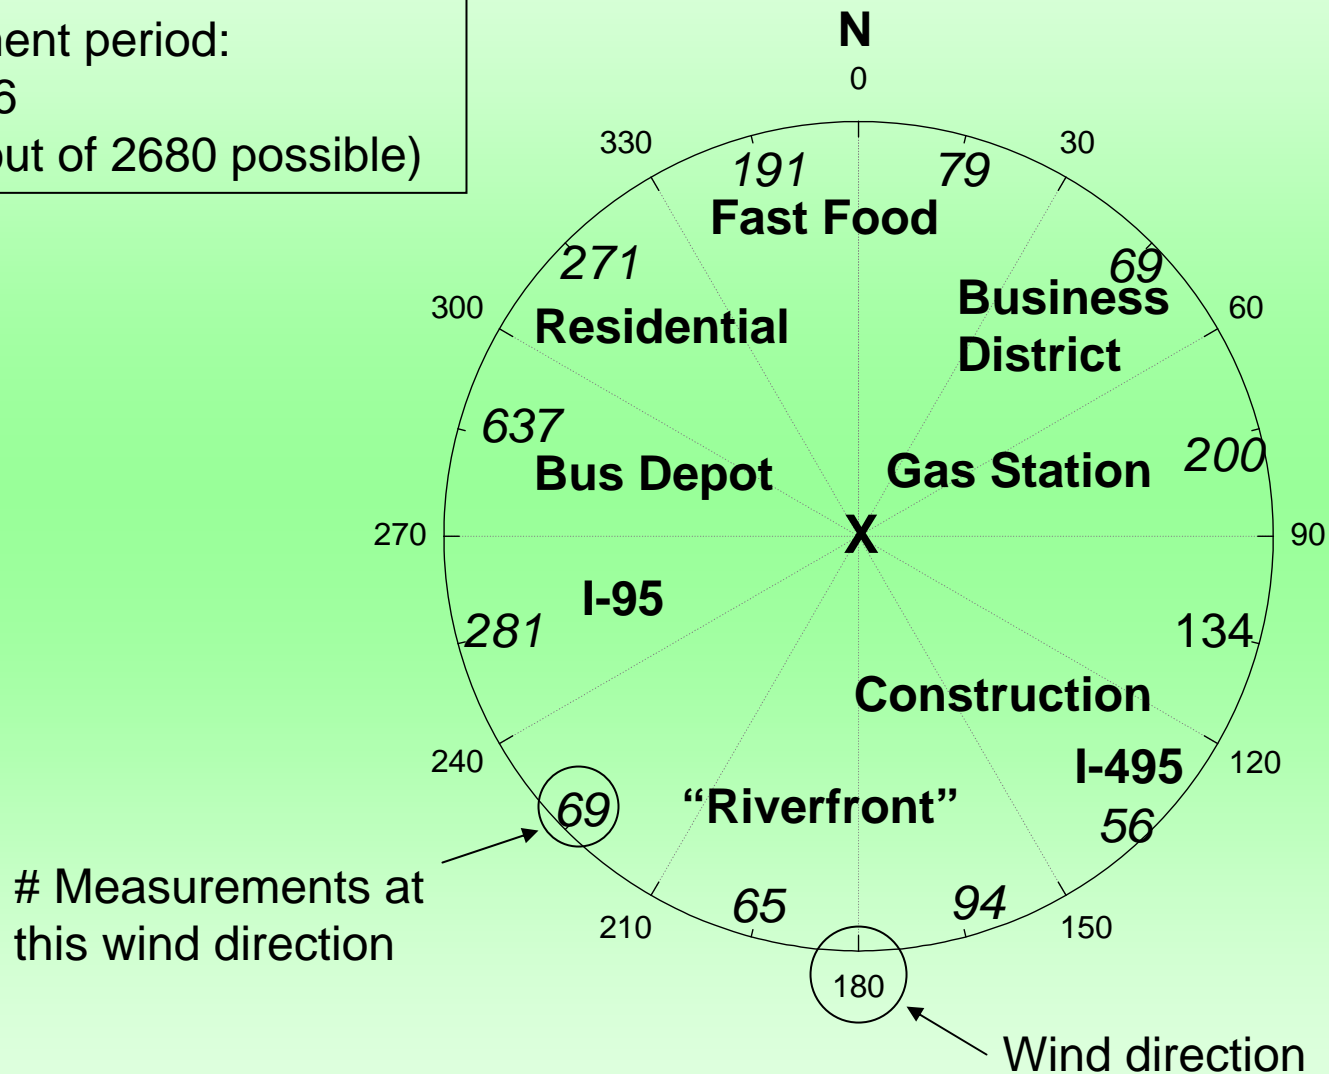 ment period:
6
out of 2680 possible)
N
0
330
30
191
79
Fast Food
271
69
300
Business
60
Residential
District
637
200
Bus Depot
Gas Station
270
X
90
I-95
281
134
Construction
240
I-495
120
69
“Riverfront”
56
# Measurements at
this wind direction
65
94
210
150
180
Wind direction